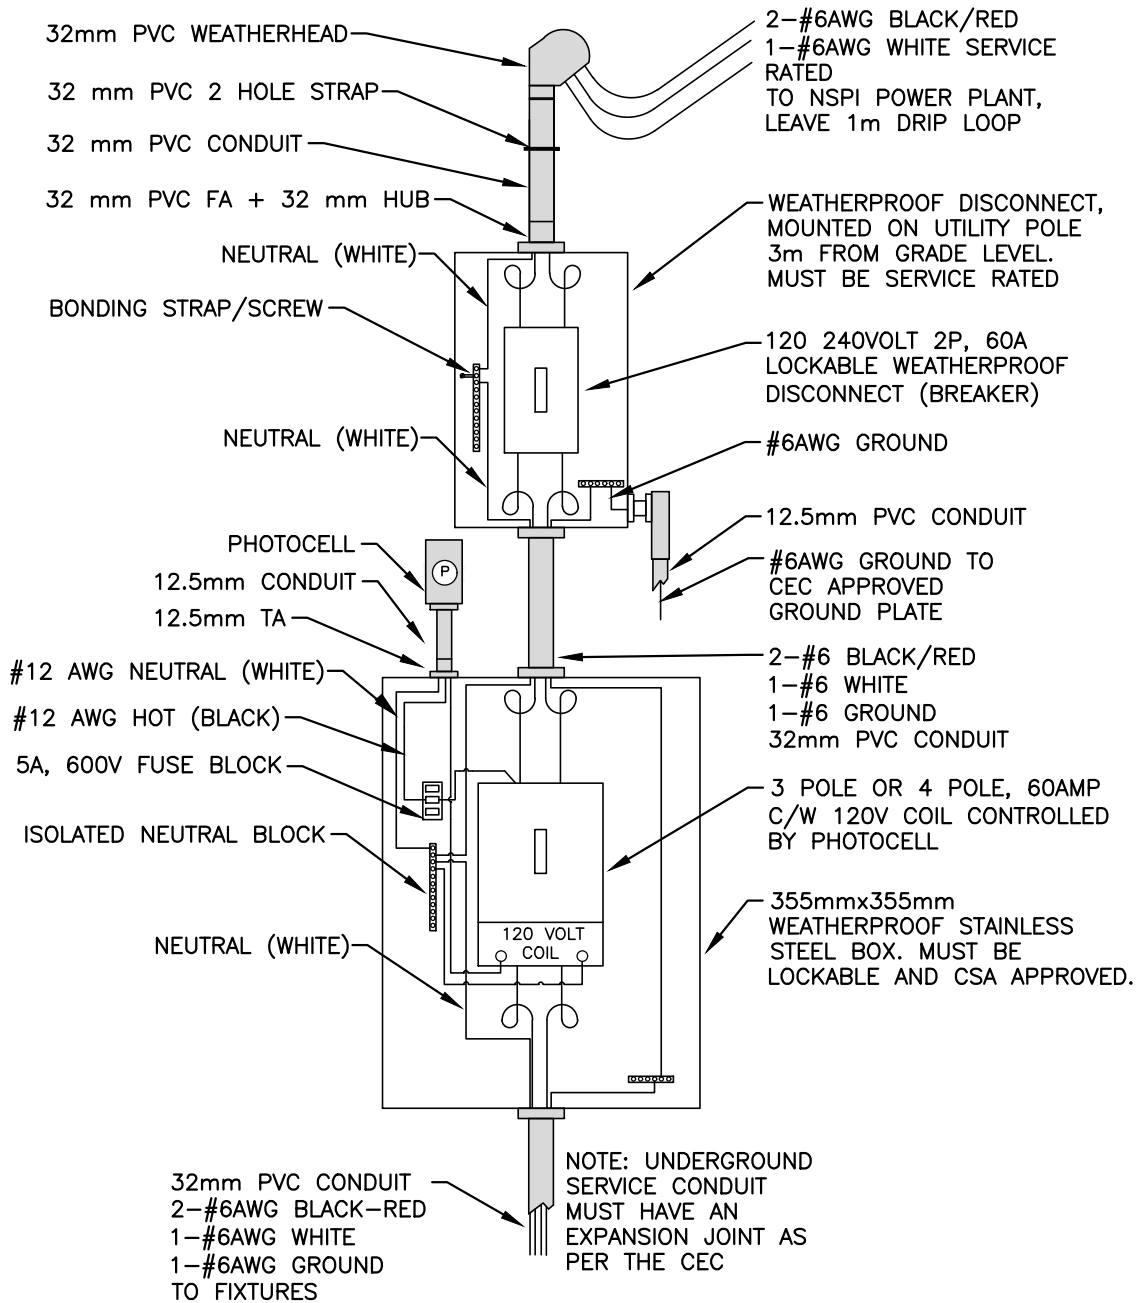 32mm PVC WEATHERHEAD
32 mm PVC 2 HOLE STRAP
32 mm PVC CONDUIT
32 mm PVC FA + 32 mm HUB
NEUTRAL (WHITE)
BONDING STRAP/SCREW
NEUTRAL (WHITE)
2-#6AWG BLACK/RED
1-#6AWG WHITE SERVICE
RATED
TO NSPI POWER PLANT,
LEAVE 1m DRIP LOOP
WEATHERPROOF DISCONNECT,
MOUNTED ON UTILITY POLE
3m FROM GRADE LEVEL.
MUST BE SERVICE RATED
120 240VOLT 2P, 60A
LOCKABLE WEATHERPROOF
DISCONNECT (BREAKER)
#6AWG GROUND
12.5mm PVC CONDUIT
#6AWG GROUND TO
CEC APPROVED
GROUND PLATE
PHOTOCELL
P
12.5mm CONDUIT
12.5mm TA
#12 AWG NEUTRAL (WHITE)
#12 AWG HOT (BLACK)
5A, 600V FUSE BLOCK
ISOLATED NEUTRAL BLOCK
NEUTRAL (WHITE)
2-#6 BLACK/RED
1-#6 WHITE
1-#6 GROUND
32mm PVC CONDUIT
3 POLE OR 4 POLE, 60AMP
C/W 120V COIL CONTROLLED
BY PHOTOCELL
120 VOLT
COIL
355mmx355mm
WEATHERPROOF STAINLESS
STEEL BOX. MUST BE
LOCKABLE AND CSA APPROVED.
32mm PVC CONDUIT
2-#6AWG BLACK-RED
1-#6AWG WHITE
1-#6AWG GROUND
TO FIXTURES
NOTE: UNDERGROUND
SERVICE CONDUIT
MUST HAVE AN
EXPANSION JOINT AS
PER THE CEC